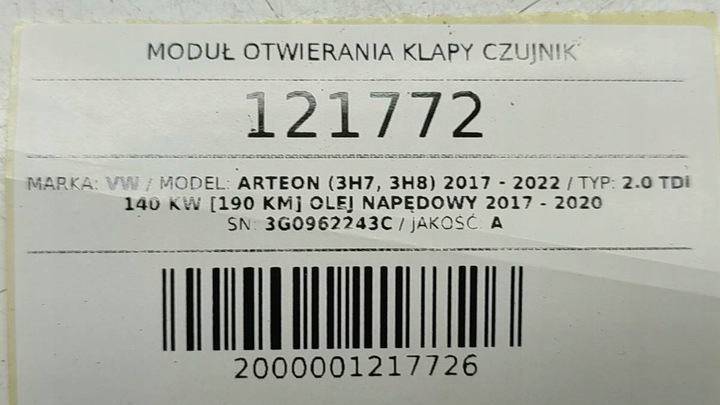 MODUŁ OTWIERANIA KLAPY CZUJNIK
121772
MARKA: VW / MODEL: ARTEON (3H7, 3H8) 2017 - 2022 / TYP: 2.0 TDI
140 KW [190 KM] OLEJ NAPĘDOWY 2017 - 2020
SN: 3G0962243C / JAKOŚĆ: A
2000001217726